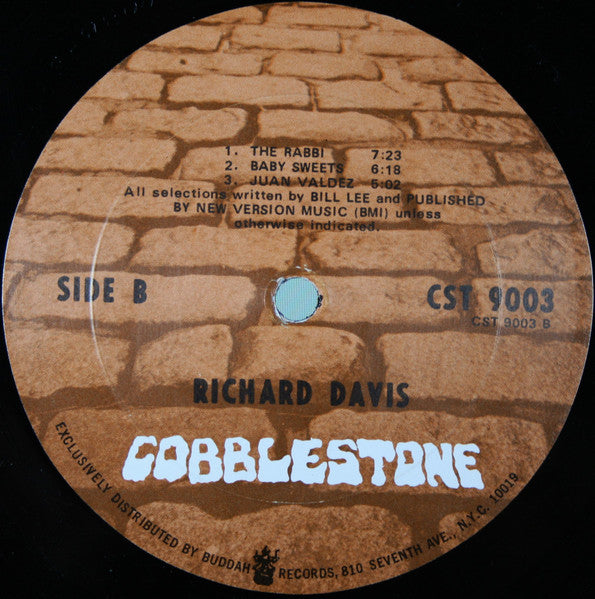 1. THE RABBI 7:23
2. BABY SWEETS 6:18
3. JUAN VALDEZ 5:02
All selections written by BILL LEE and PUBLISHED
BY NEW VERSION MUSIC (BMI) unless
otherwise indicated.
SIDE B
CST 9003
CST 9003 B
RICHARD DAVIS
COBBLESTONE
EXCLUSIVELY DISTRIBUTED BY BUDDAH RECORDS, 810 SEVENTH AVE., N.Y.C. 10019